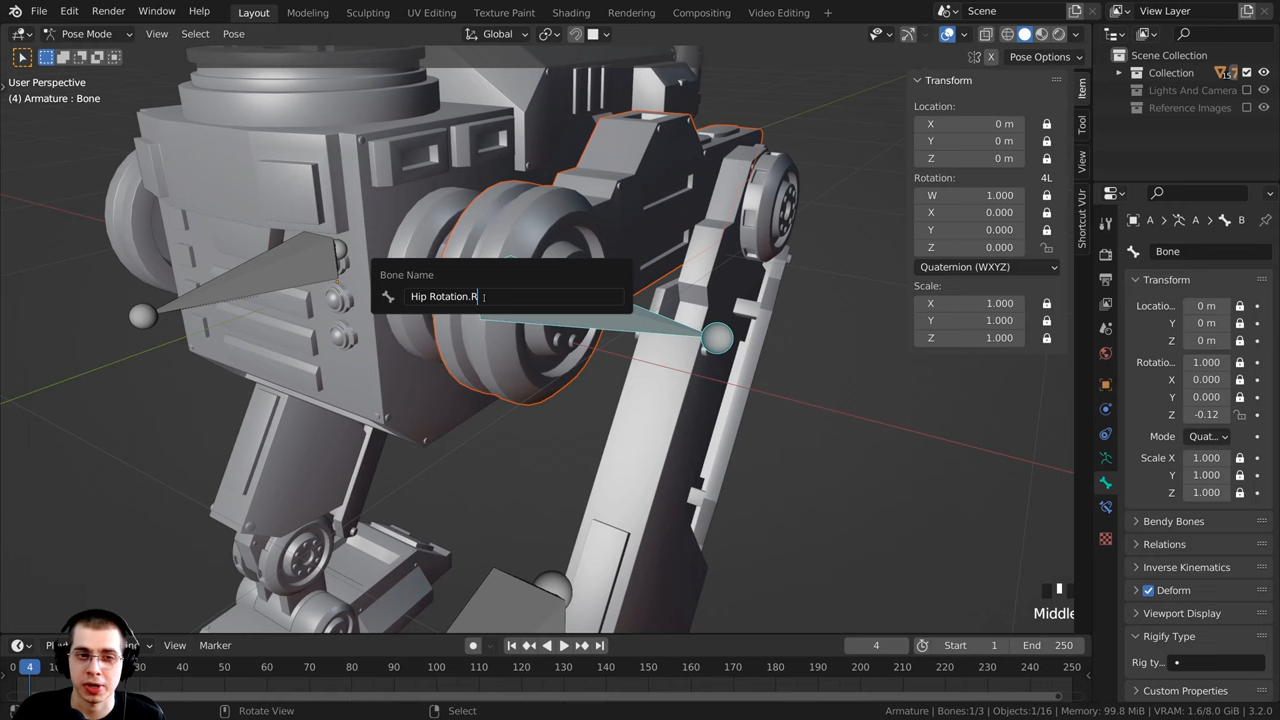 File Edit Render Window Help Layout Modeling Sculpting UV Editing Texture Paint Shading Rendering Compositing Video Editing + Scene View Layer
Pose Mode View Select Pose Global
X Pose Options
User Perspective
(4) Armature : Bone
Transform
Location:
X 0 m
Y 0 m
Z 0 m
Rotation: 4L
W 1.000
X 0.000
Y 0.000
Z 0.000
Quaternion (WXYZ)
Scale:
X 1.000
Y 1.000
Z 1.000
Item
Tool
View
Shortcut VUr
Bone Name
Hip Rotation.R
Middle
Scene Collection
Collection 15 7
Lights And Camera
Reference Images
A A B
Bone
Transform
Locatio.. 0 m
Y 0 m
Z 0 m
Rotatio... 1.000
X 0.000
Y 0.000
Z -0.12
Mode Quat...
Scale X 1.000
Y 1.000
Z 1.000
Bendy Bones
Relations
Inverse Kinematics
Deform
Viewport Display
Rigify Type
Rig ty..
Custom Properties
View Marker 4 Start 1 End 250
0 4 10 30 40 50 60 70 80 90 100 110 120 130 140 150 160 170 180 190 200 210 220 230 240 250
Rotate View Select Armature | Bones:1/3 | Objects:1/16 | Memory: 99.8 MiB | VRAM: 1.6/8.0 GiB | 3.2.0